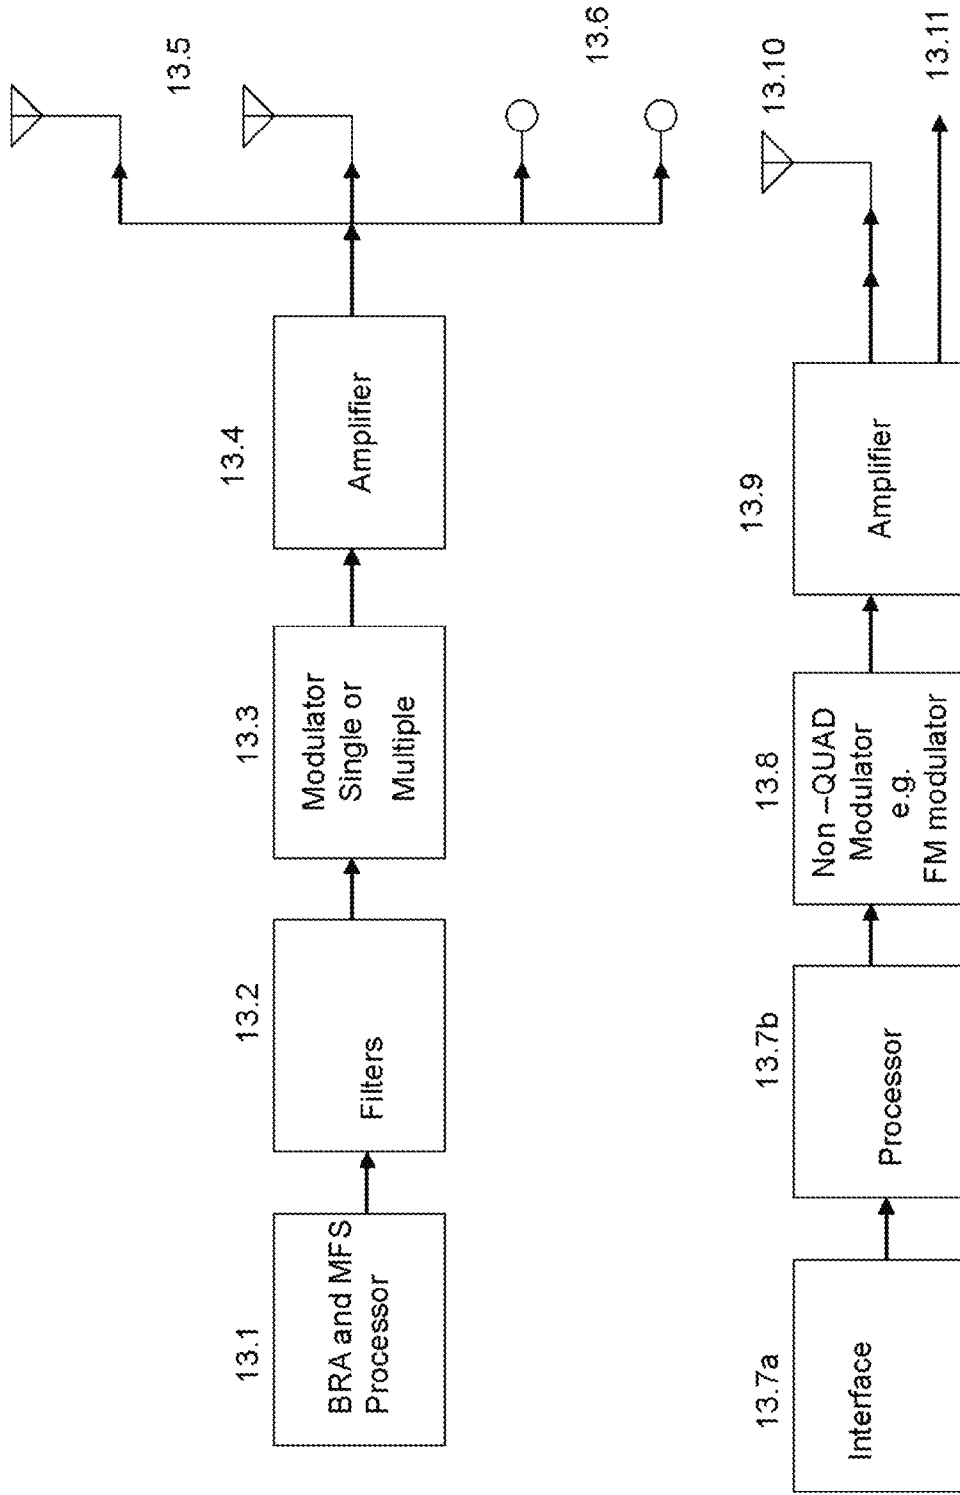 13.1
BRA and MFS
Processor
13.2
Filters
13.3
Modulator
Single or
Multiple
13.4
Amplifier
13.5
13.6
13.7a
Interface
13.7b
Processor
13.8
Non –QUAD
Modulator
e.g.
FM modulator
13.9
Amplifier
13.10
13.11